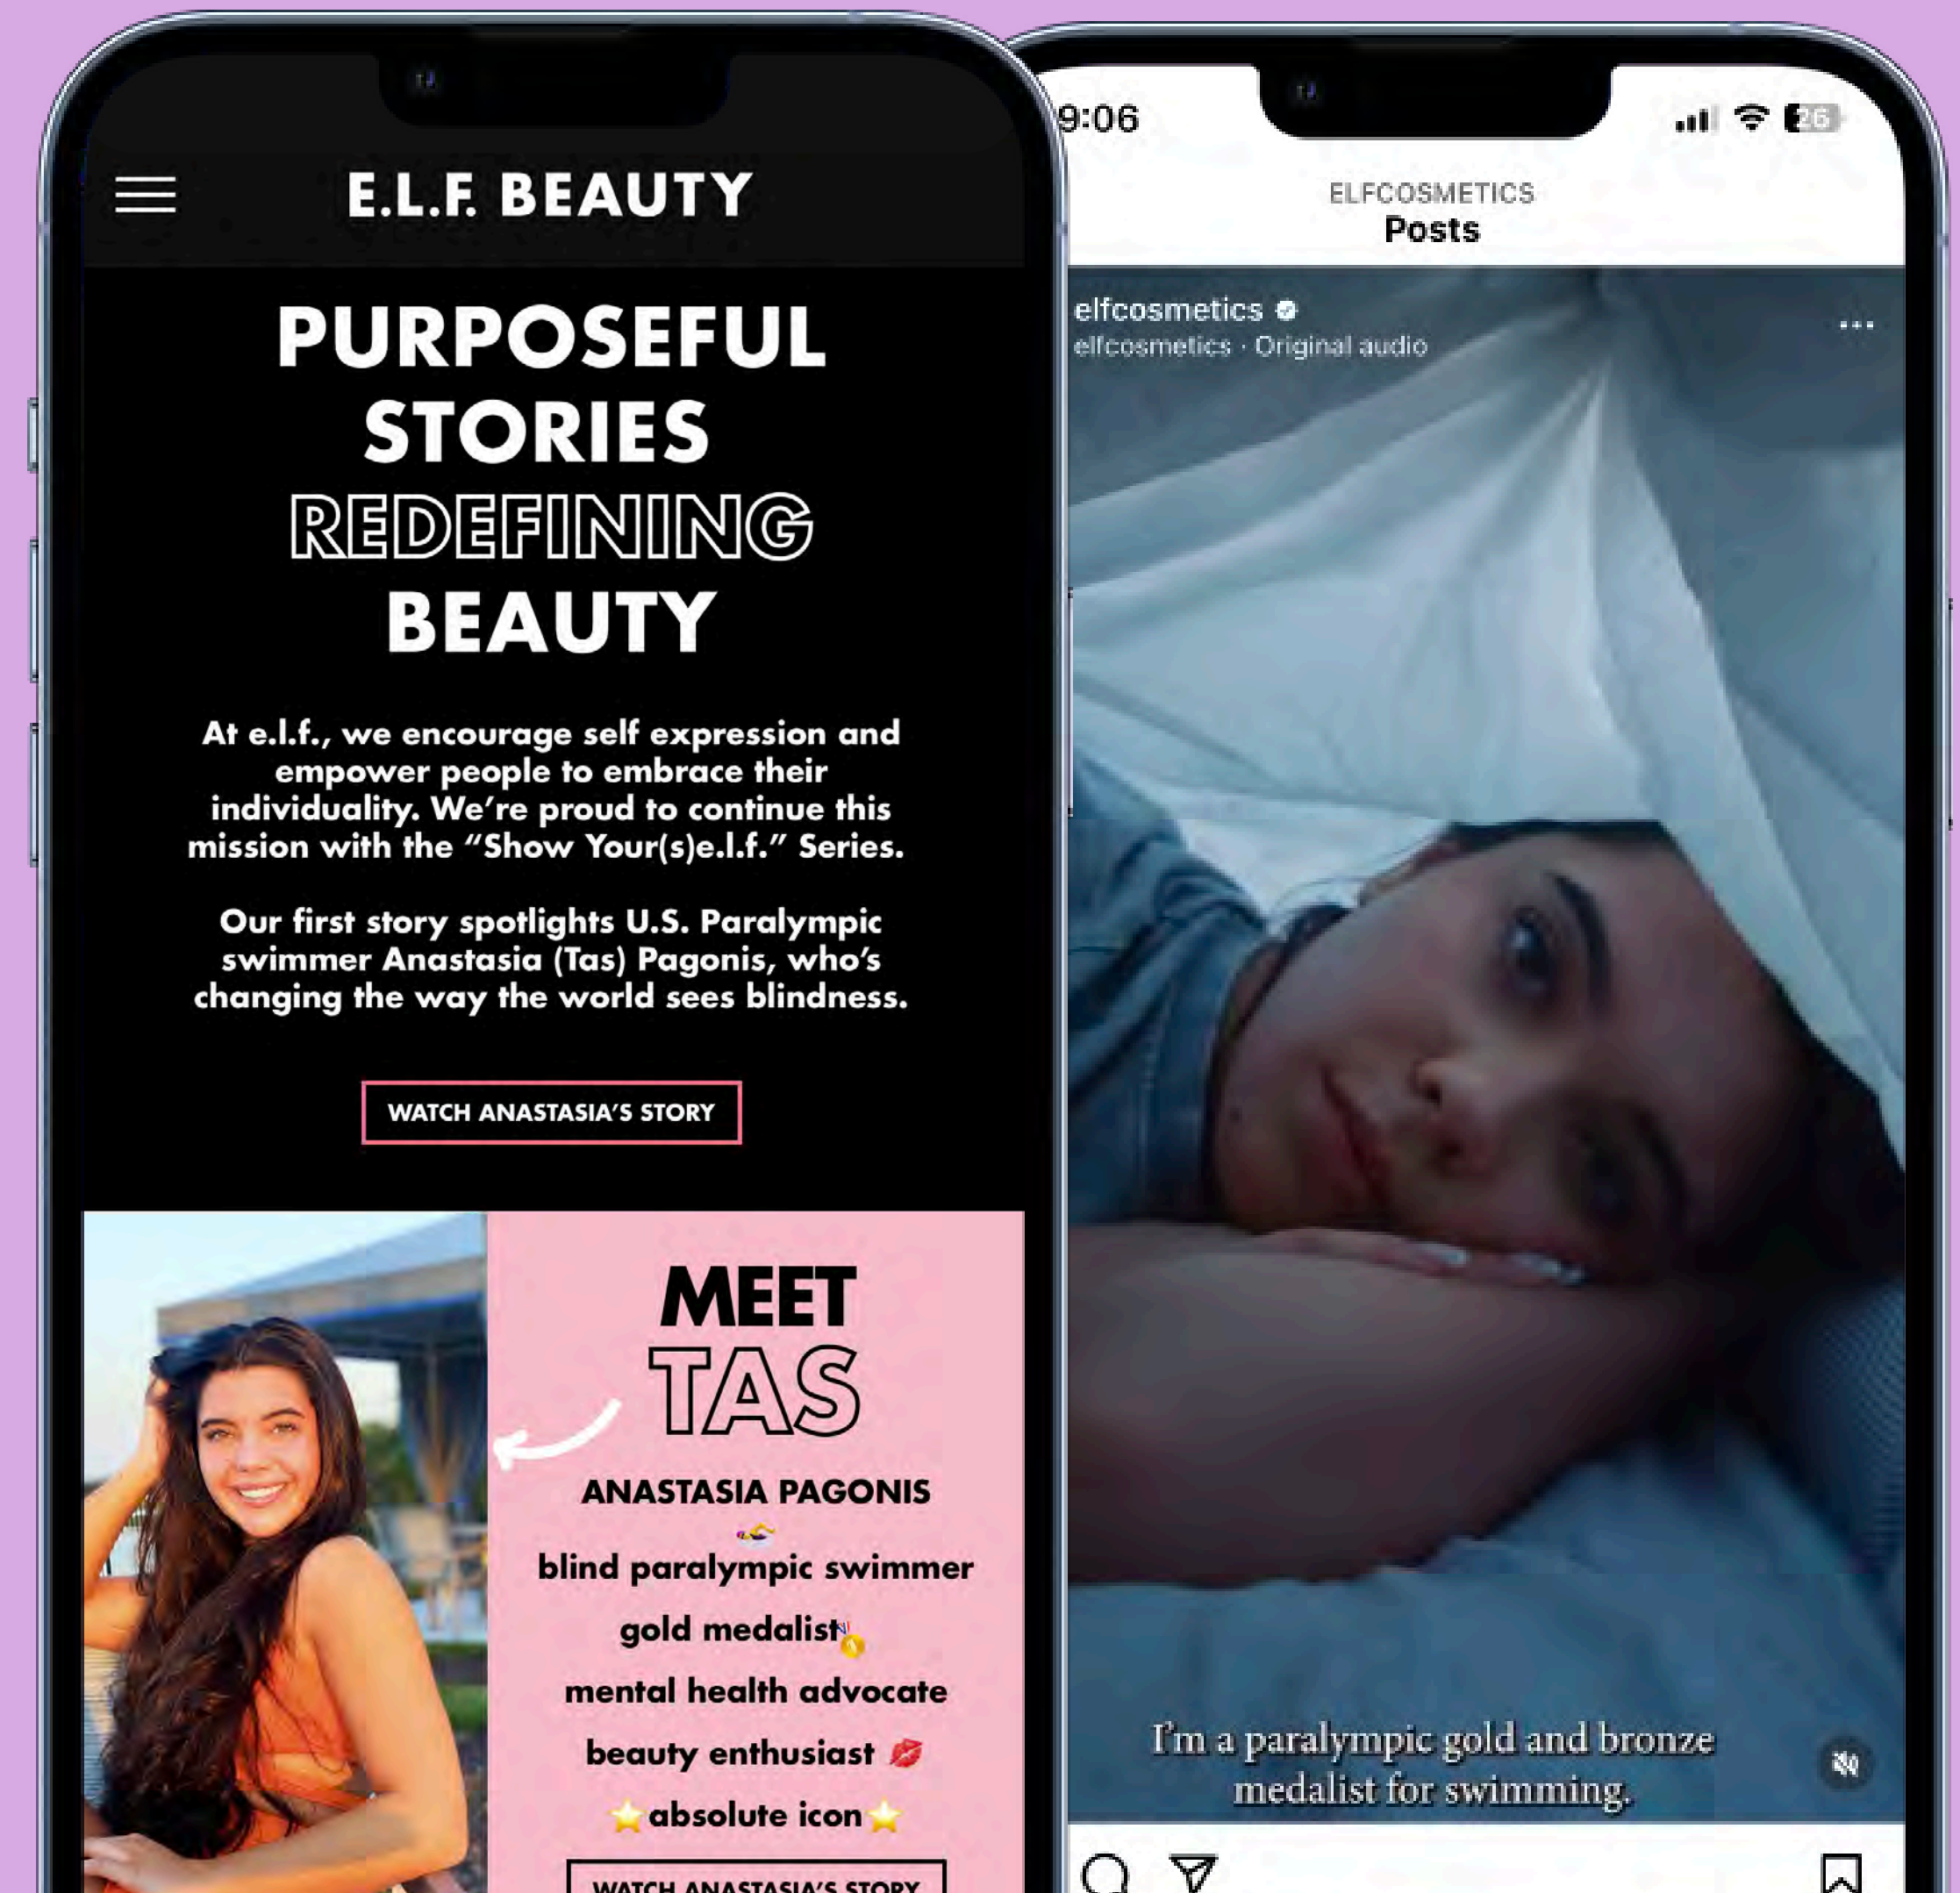 E.L.F. BEAUTY
PURPOSEFUL
STORIES
REDEFINING
BEAUTY
At e.l.f., we encourage self expression and
empower people to embrace their
individuality. We're proud to continue this
mission with the “Show Your(s)e.l.f.” Series.
Our first story spotlights U.S. Paralympic
swimmer Anastasia (Tas) Pagonis, who's
changing the way the world sees blindness.
WATCH ANASTASIA'S STORY
MEET
TAS
ANASTASIA PAGONIS
blind paralympic swimmer
gold medalist
mental health advocate
beauty enthusiast
absolute icon
WATCH ANASTASIA'S STORY
9:06
26
ELFCOSMETICS
Posts
elfcosmetics
elfcosmetics · Original audio
I'm a paralympic gold and bronze
medalist for swimming.